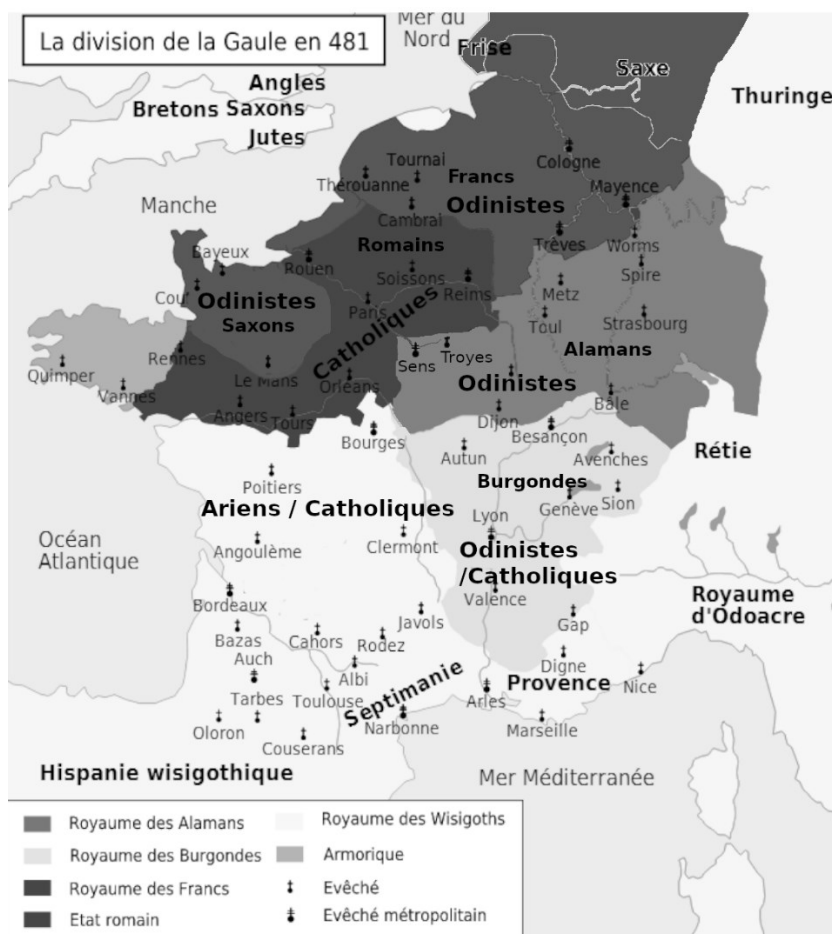 La division de la Gaule en 481
Mer du
Nord
Frise
Saxe
Thuringe
Angles
Bretons Saxons
Jutes
Tournai
Thérouanne
Francs
Cologne
Odinistes
Mayence
Cambrai
Manche
Romains
Trèves
Worms
Bayeux
Rouen
Soissons
Reims
Spire
Cou
Odinistes
Saxons
Paris
Metz
Catholiques
Toul
Strasbourg
Alamans
Rennes
Quimper
Vannes
Le Mans
Orléans
Sens
Troyes
Odinistes
Angers
Tours
Dijon
Bâle
Bourges
Besançon
Autun
Avenches
Rétie
Poitiers
Burgondes
Genève
Sion
Ariens / Catholiques
Lyon
Océan
Atlantique
Angoulème
Clermont
Odinistes
/Catholiques
Bordeaux
Valence
Royaume
d'Odoacre
Javols
Gap
Bazas
Cahors
Rodez
Auch
Albi
Digne
Tarbes
Toulouse
Septimanie
Provence
Nice
Arles
Oloron
Narbonne
Marseille
Couserans
Hispanie wisigothique
Mer Méditerranée
Royaume des Alamans
Royaume des Wisigoths
Royaume des Burgondes
Armorique
Royaume des Francs
Evêché
Etat romain
Evêché métropolitain